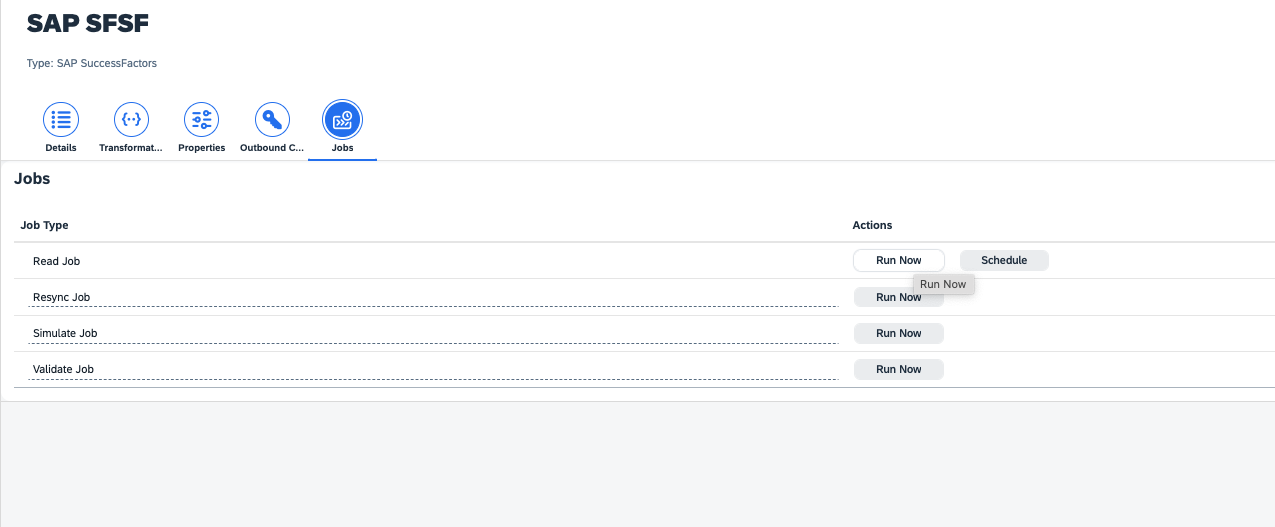 SAP SFSF
Type: SAP SuccessFactors
Details Transformat... Properties Outbound C... Jobs
Jobs
Job Type Actions
Read Job Run Now Schedule
Run Now
Resync Job Run Now
Simulate Job Run Now
Validate Job Run Now